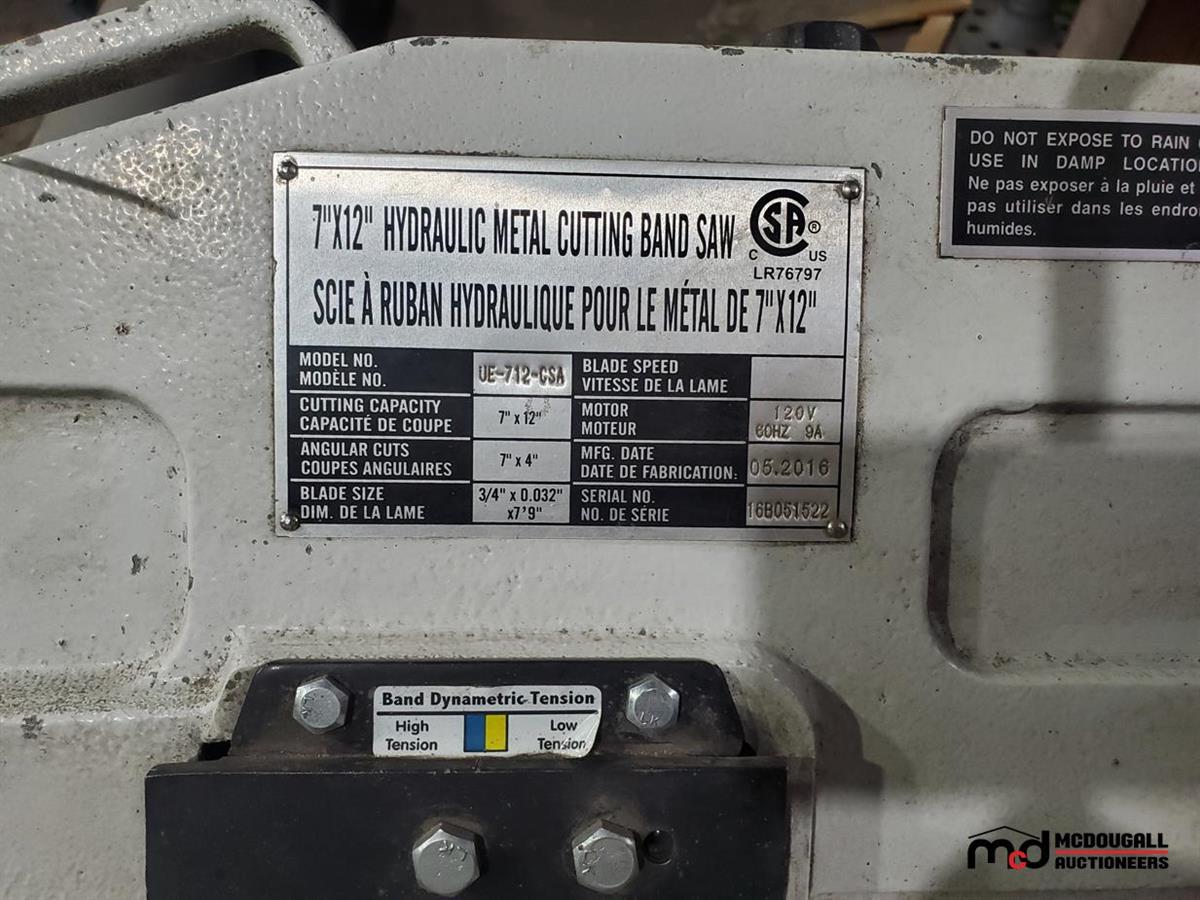 7"X12" HYDRAULIC METAL CUTTING BAND SAW
SCIE À RUBAN HYDRAULIQUE POUR LE MÉTAL DE 7"X12"
CSA ®
C US
LR76797
MODEL NO.
MODÈLE NO.
UE-712-CSA
BLADE SPEED
VITESSE DE LA LAME
CUTTING CAPACITY
CAPACITÉ DE COUPE
7" x 12"
MOTOR
MOTEUR
120V
60HZ 9A
ANGULAR CUTS
COUPES ANGULAIRES
7" x 4"
MFG. DATE
DATE DE FABRICATION:
05.2016
BLADE SIZE
DIM. DE LA LAME
3/4" x 0.032"
x7'9"
SERIAL NO.
NO. DE SÉRIE
16B051522
DO NOT EXPOSE TO RAIN
USE IN DAMP LOCATION
Ne pas exposer à la pluie et
pas utiliser dans les endro
humides.
Band Dynametric Tension
High
Tension
Low
Tension
mcd MCDOUGALL
AUCTIONEERS